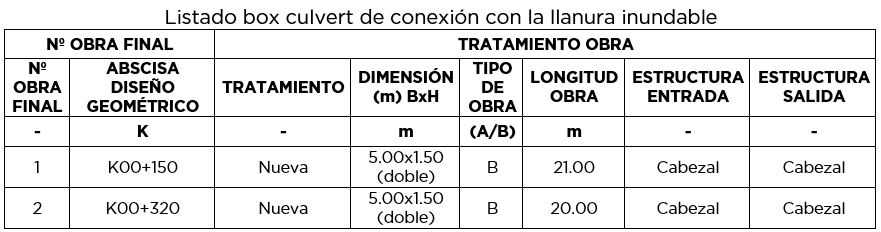 Listado box culvert de conexión con la llanura inundable
Nº OBRA FINAL TRATAMIENTO OBRA
Nº OBRA FINAL ABSCISA DISEÑO GEOMÉTRICO TRATAMIENTO DIMENSIÓN (m) BxH TIPO DE OBRA LONGITUD OBRA ESTRUCTURA ENTRADA ESTRUCTURA SALIDA
- K - m (A/B) m - -
1 K00+150 Nueva 5.00x1.50 (doble) B 21.00 Cabezal Cabezal
2 K00+320 Nueva 5.00x1.50 (doble) B 20.00 Cabezal Cabezal